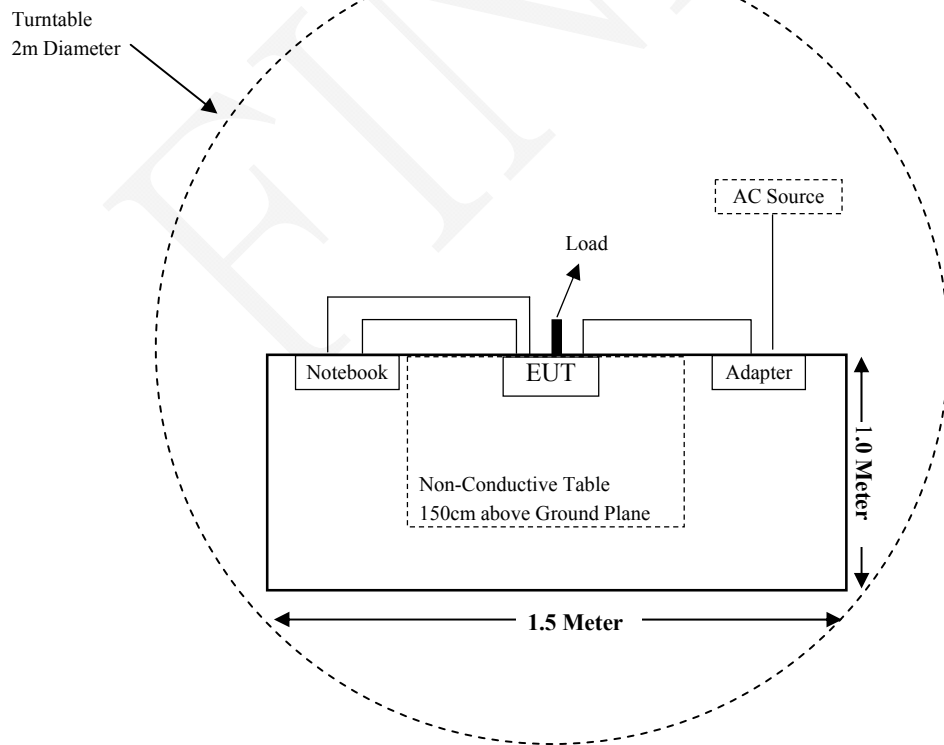 Turntable
2m Diameter
AC Source
Load
Notebook
EUT
Adapter
1.0 Meter
Non-Conductive Table
150cm above Ground Plane
1.5 Meter